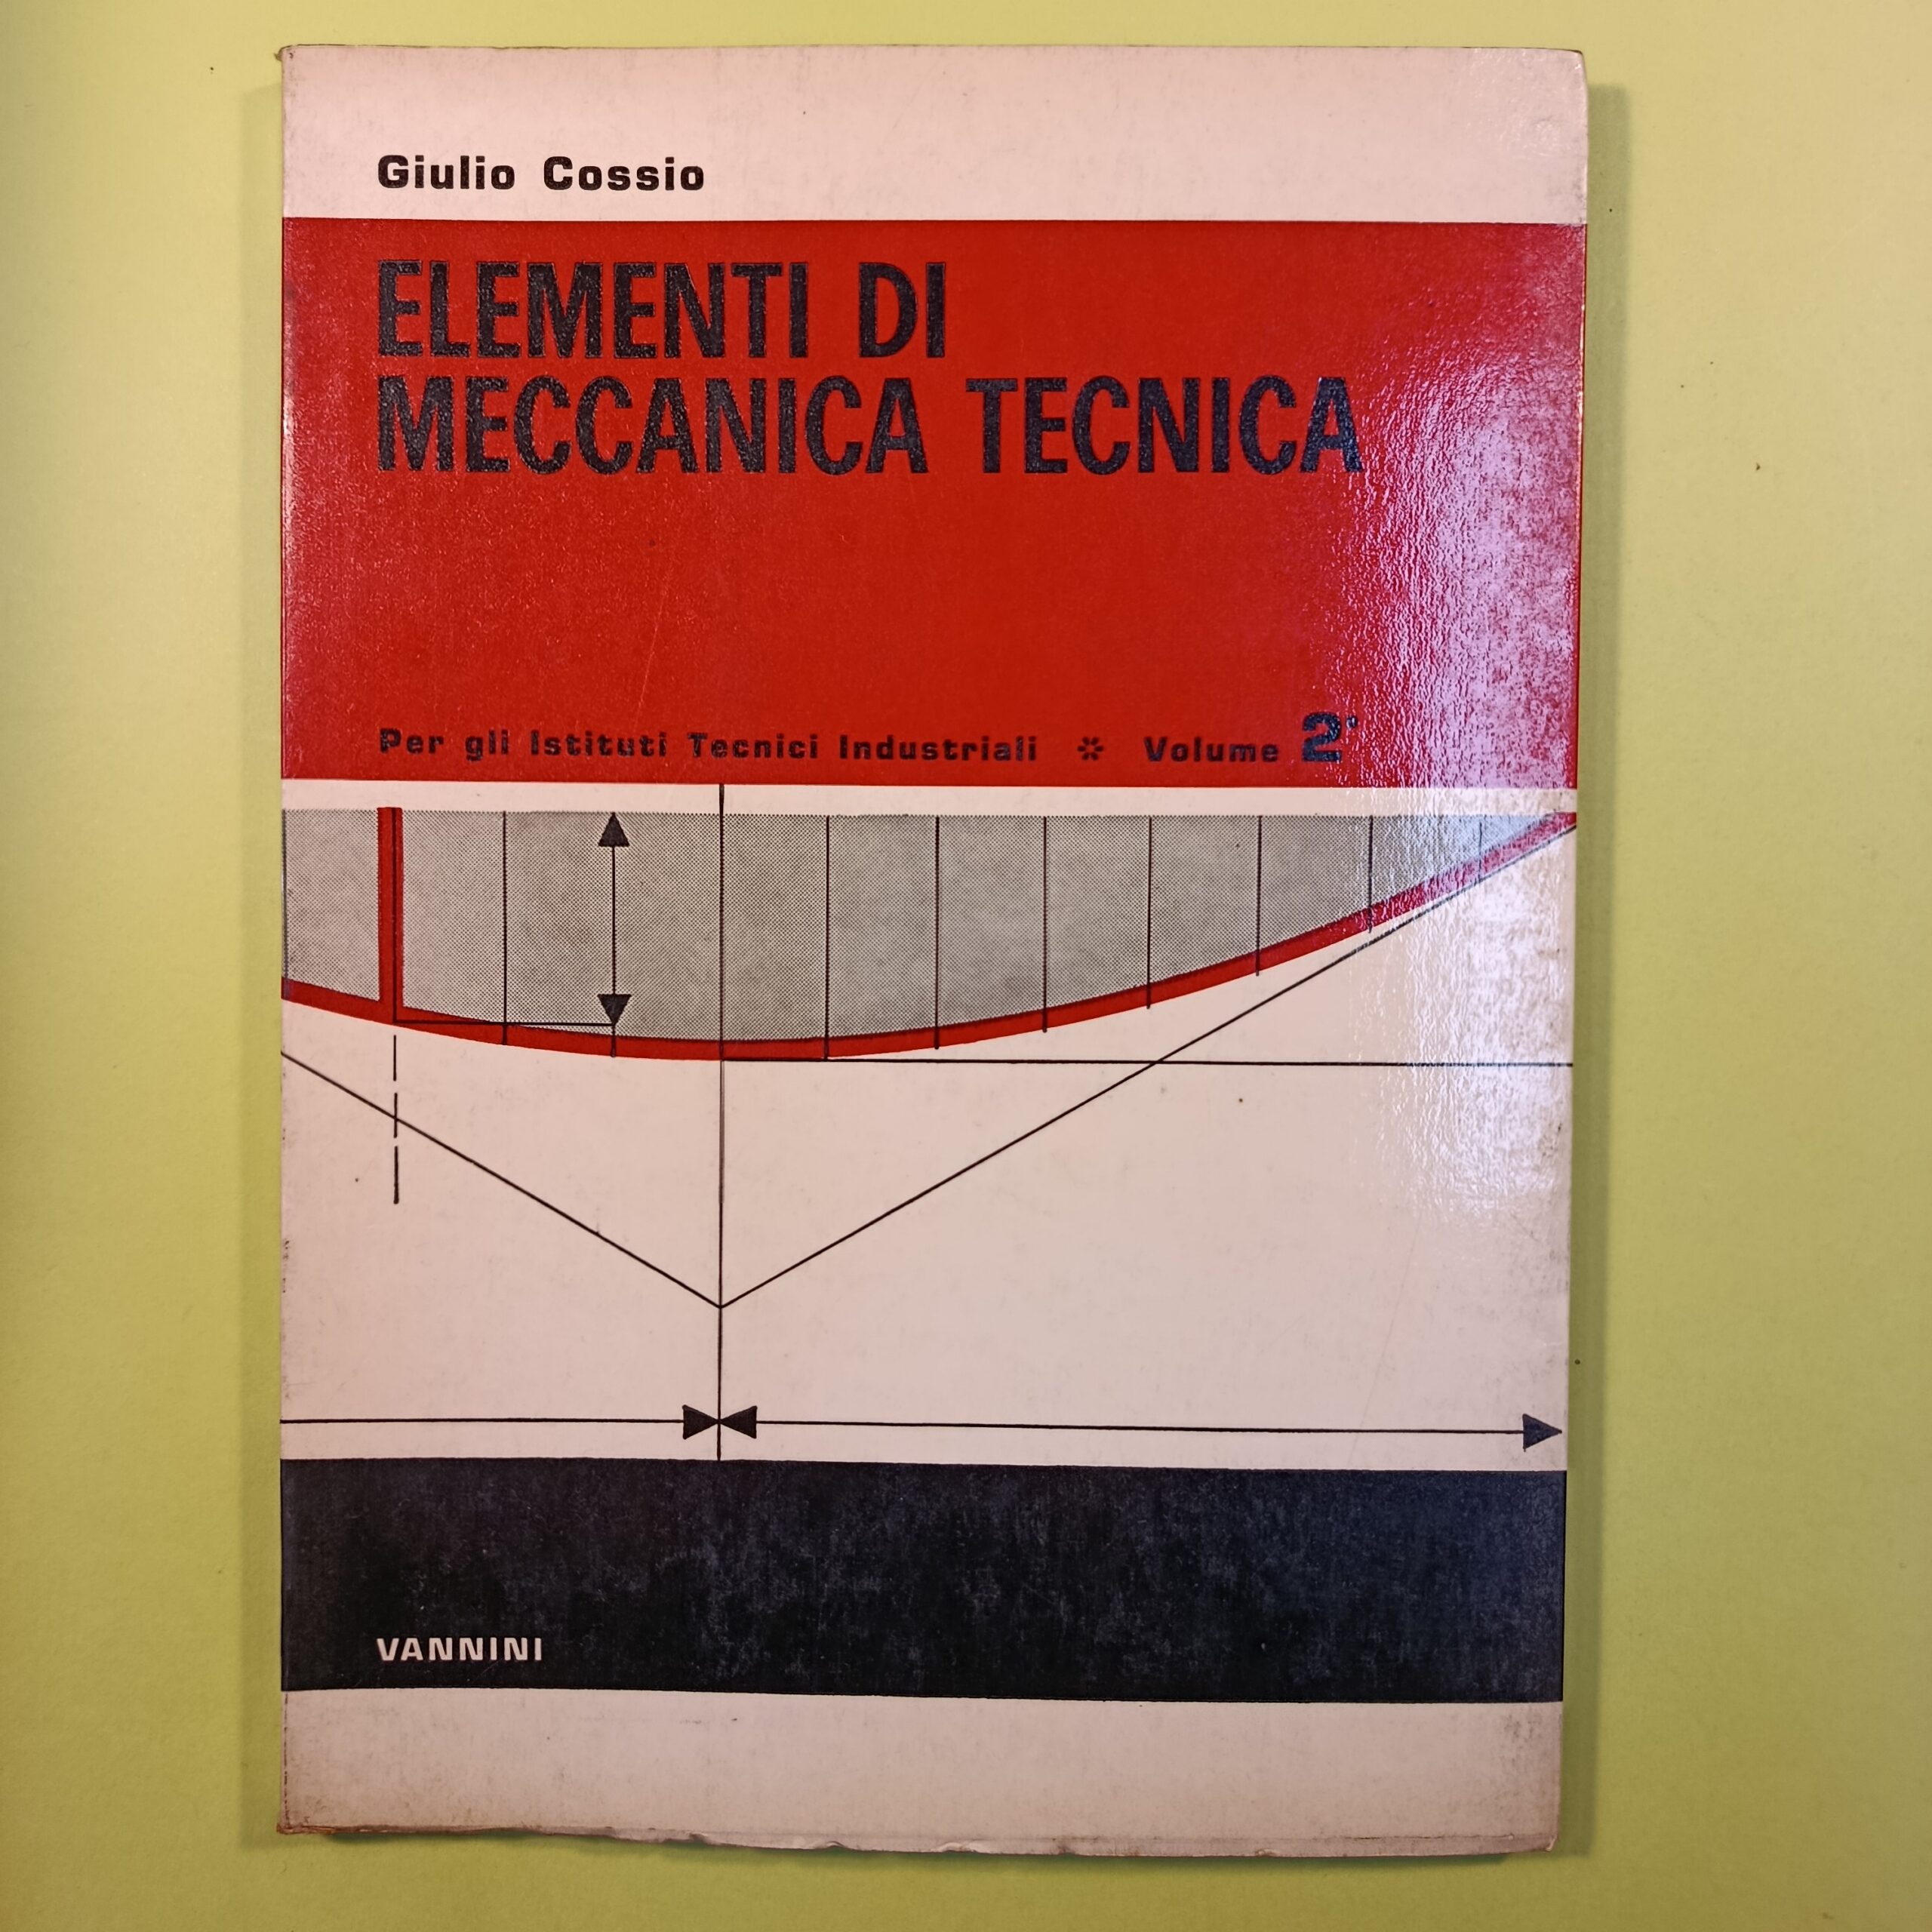 Giulio Cossio
ELEMENTI DI
MECCANICA TECNICA
Per gli Istituti Tecnici Industriali * Volume 2°
VANNINI